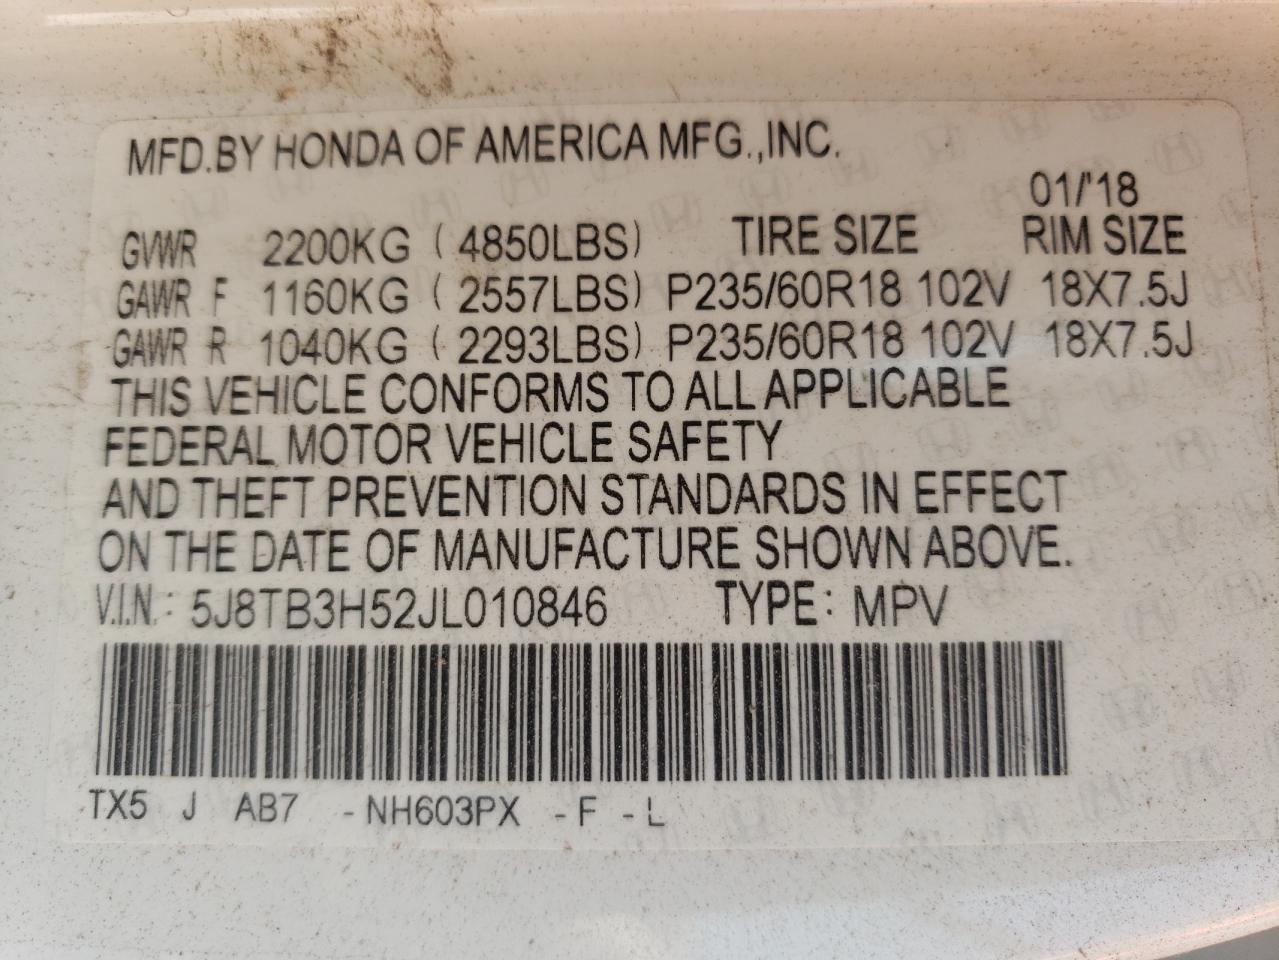 MFD.BY HONDA OF AMERICA MFG.,INC.
01/'18
GVWR 2200KG ( 4850LBS) TIRE SIZE RIM SIZE
GAWR F 1160KG ( 2557LBS) P235/60R18 102V 18X7.5J
GAWR R 1040KG ( 2293LBS) P235/60R18 102V 18X7.5J
THIS VEHICLE CONFORMS TO ALL APPLICABLE
FEDERAL MOTOR VEHICLE SAFETY
AND THEFT PREVENTION STANDARDS IN EFFECT
ON THE DATE OF MANUFACTURE SHOWN ABOVE.
V.I.N.: 5J8TB3H52JL010846 TYPE: MPV
TX5 J AB7 -NH603PX -F -L